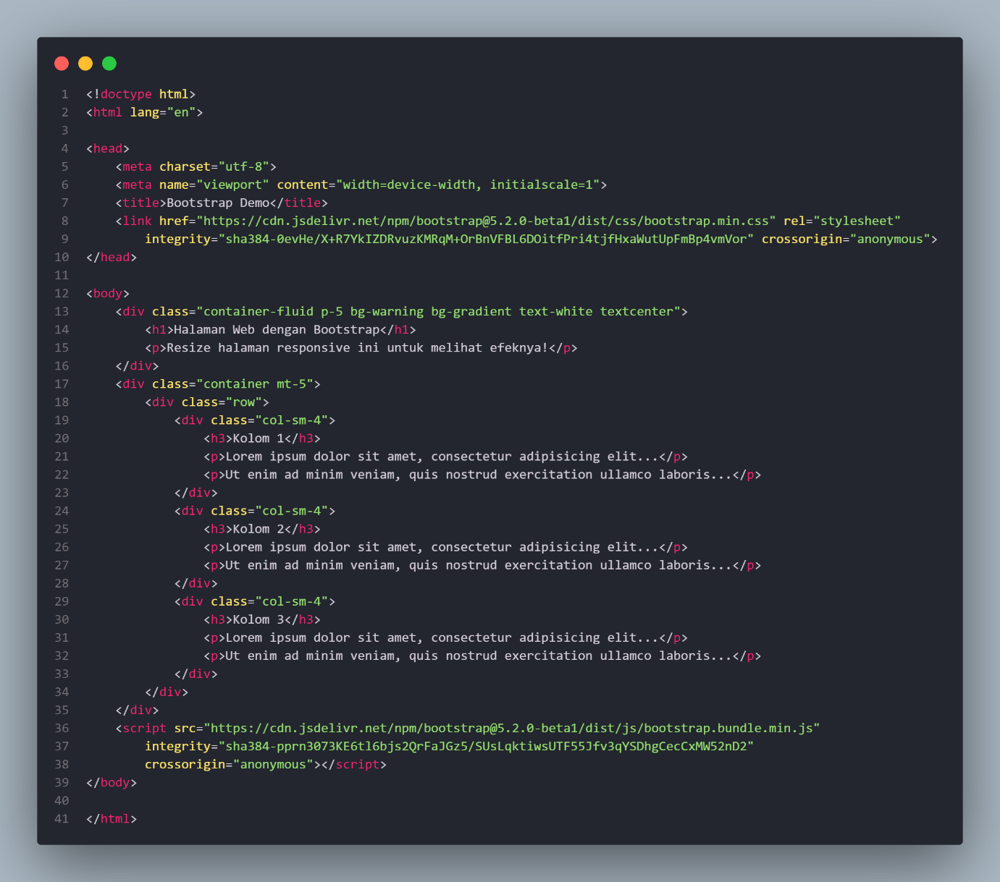 1 <!doctype html>
2 <html lang="en">
3
4 <head>
5     <meta charset="utf-8">
6     <meta name="viewport" content="width=device-width, initialscale=1">
7     <title>Bootstrap Demo</title>
8     <link href="https://cdn.jsdelivr.net/npm/bootstrap@5.2.0-beta1/dist/css/bootstrap.min.css" rel="stylesheet"
9         integrity="sha384-0evHe/X+R7YkIZDRvuzKMRqM+OrBnVFBL6DOitfPri4tjfHxaWutUpFmBp4vmVor" crossorigin="anonymous">
10 </head>
11
12 <body>
13     <div class="container-fluid p-5 bg-warning bg-gradient text-white textcenter">
14         <h1>Halaman Web dengan Bootstrap</h1>
15         <p>Resize halaman responsive ini untuk melihat efeknya!</p>
16     </div>
17     <div class="container mt-5">
18         <div class="row">
19             <div class="col-sm-4">
20                 <h3>Kolom 1</h3>
21                 <p>Lorem ipsum dolor sit amet, consectetur adipisicing elit...</p>
22                 <p>Ut enim ad minim veniam, quis nostrud exercitation ullamco laboris...</p>
23             </div>
24             <div class="col-sm-4">
25                 <h3>Kolom 2</h3>
26                 <p>Lorem ipsum dolor sit amet, consectetur adipisicing elit...</p>
27                 <p>Ut enim ad minim veniam, quis nostrud exercitation ullamco laboris...</p>
28             </div>
29             <div class="col-sm-4">
30                 <h3>Kolom 3</h3>
31                 <p>Lorem ipsum dolor sit amet, consectetur adipisicing elit...</p>
32                 <p>Ut enim ad minim veniam, quis nostrud exercitation ullamco laboris...</p>
33             </div>
34         </div>
35     </div>
36     <script src="https://cdn.jsdelivr.net/npm/bootstrap@5.2.0-beta1/dist/js/bootstrap.bundle.min.js"
37         integrity="sha384-pprn3073KE6tl6bjs2QrFaJGz5/SUsLqktiwsUTF55Jfv3qYSDhgCecCxMW52nD2"
38         crossorigin="anonymous"></script>
39 </body>
40
41 </html>